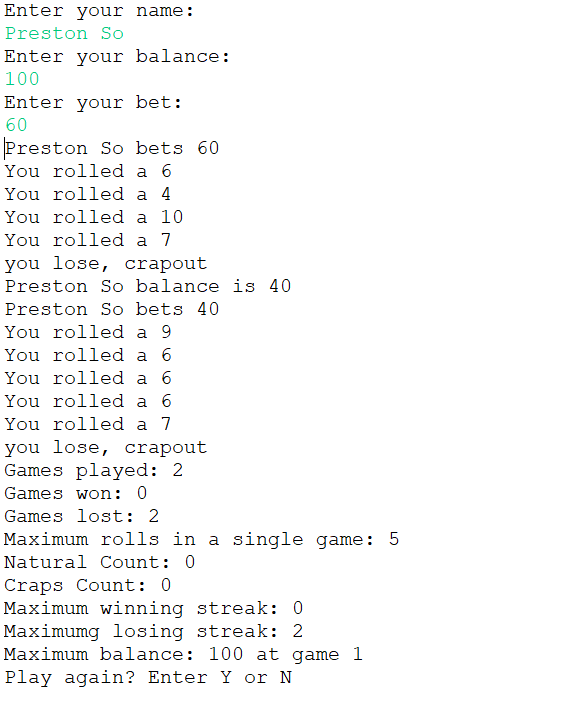 Enter your name:
Preston So
Enter your balance:
100
Enter your bet:
60
Preston So bets 60
You rolled a 6
You rolled a 4
You rolled a 10
You rolled a 7
you lose, crapout
Preston So balance is 40
Preston So bets 40
You rolled a 9
You rolled a 6
You rolled a 6
You rolled a 6
You rolled a 7
you lose, crapout
Games played: 2
Games won: 0
Games lost: 2
Maximum rolls in a single game: 5
Natural Count: 0
Craps Count: 0
Maximum winning streak: 0
Maximumg losing streak: 2
Maximum balance: 100 at game 1
Play again? Enter Y or N